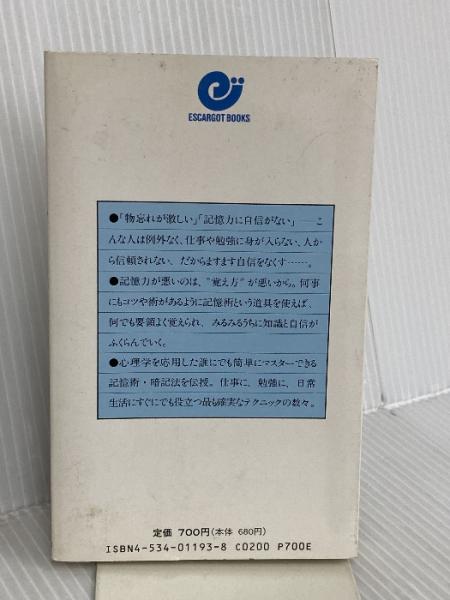 ESCARGOT BOOKS
●「物忘れが激しい」「記憶力に自信がない」――こ
んな人は例外なく、仕事や勉強に身が入らない、人か
ら信頼されない、だからますます自信をなくす……。
●記憶力が悪いのは、“覚え方”が悪いから。何事
にもコツや術があるように記憶術という道具を使えば、
何でも要領よく覚えられ、みるみるうちに知識と自信が
ふくらんでいく。
●心理学を応用した誰にでも簡単にマスターできる
記憶術・暗記法を伝授。仕事に、勉強に、日常
生活にすぐにでも役立つ最も確実なテクニックの数々。
定価 700円(本体 680円)
ISBN4-534-01193-8 C0200 P700E